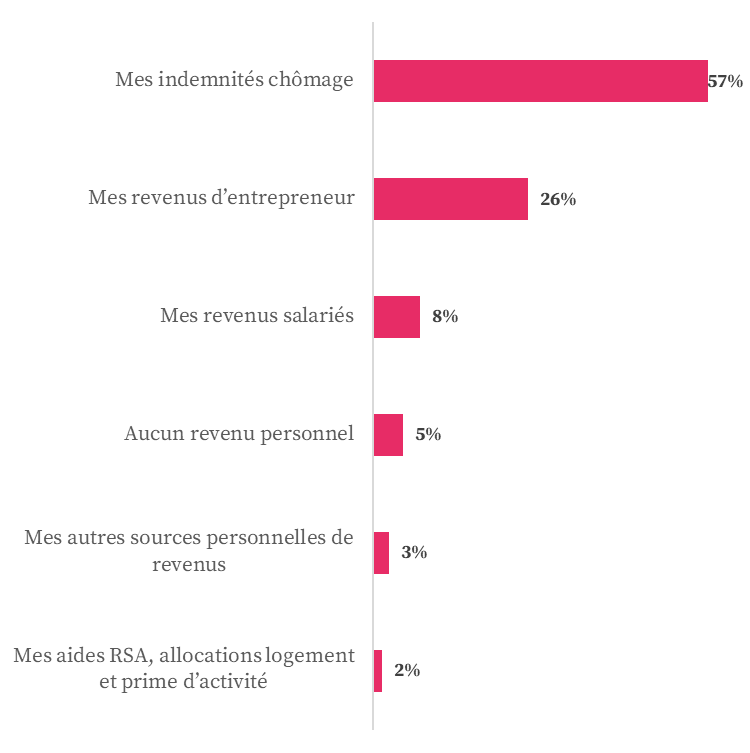 Mes indemnités chômage
57%
Mes revenus d’entrepreneur
26%
Mes revenus salariés
8%
Aucun revenu personnel
5%
Mes autres sources personnelles de
revenus
3%
Mes aides RSA, allocations logement
et prime d’activité
2%